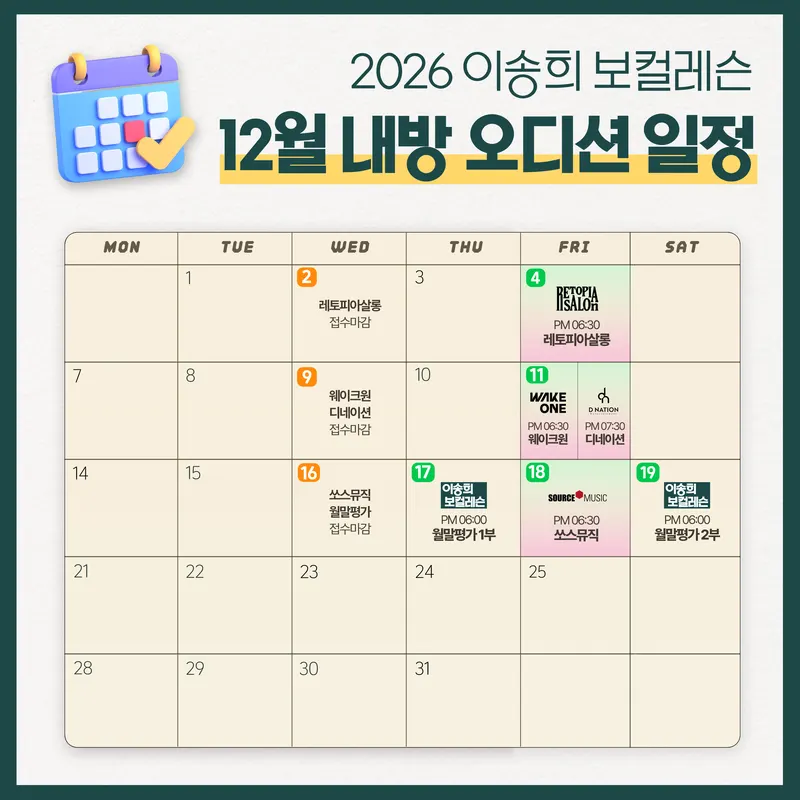 2026 이송희 보컬레슨
12월 내방 오디션 일정
MON TUE WED THU FRI SAT
1
2
레토피아살롱
접수마감
3
4
RETOPIA
SALON
PM 06:30
레토피아살롱
7
8
9
웨이크원
디네이션
접수마감
10
11
WAKE
ONE
PM 06:30
웨이크원
D NATION
PM 07:30
디네이션
14
15
16
쏘스뮤직
월말평가
접수마감
17
이송희
보컬레슨
PM 06:00
월말평가 1부
18
SOURCE MUSIC
PM 06:30
쏘스뮤직
19
이송희
보컬레슨
PM 06:00
월말평가 2부
21
22
23
24
25
28
29
30
31